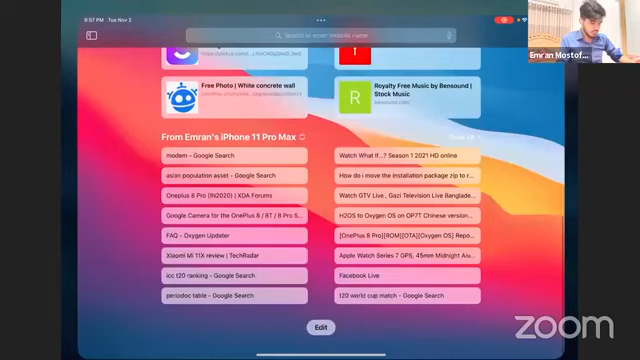 8:57 PM Tue Nov 2
Search or enter website name
Emran Mostof...
Free Photo | White concrete wall
Royalty Free Music by Bensound | Stock Music
bensound.com
From Emran's iPhone 11 Pro Max
Show All
modem - Google Search
Watch What If...? Season 1 2021 HD online
asian population asset - Google Search
How do i move the installation package zip to r...
Oneplus 8 Pro (IN2020) | XDA Forums
Watch GTV Live , Gazi Television Live Banglade...
Google Camera for the OnePlus 8 / 8T / 8 Pro S...
H2OS to Oxygen OS on OP7T Chinese version...
FAQ - Oxygen Updater
[OnePlus 8 Pro][ROM][OTA][Oxygen OS] Repo...
Xiaomi Mi 11X review | TechRadar
Apple Watch Series 7 GPS, 45mm Midnight Alu...
icc t20 ranking - Google Search
Facebook Live
periodoc table - Google Search
t20 world cup match - Google Search
Edit
zoom